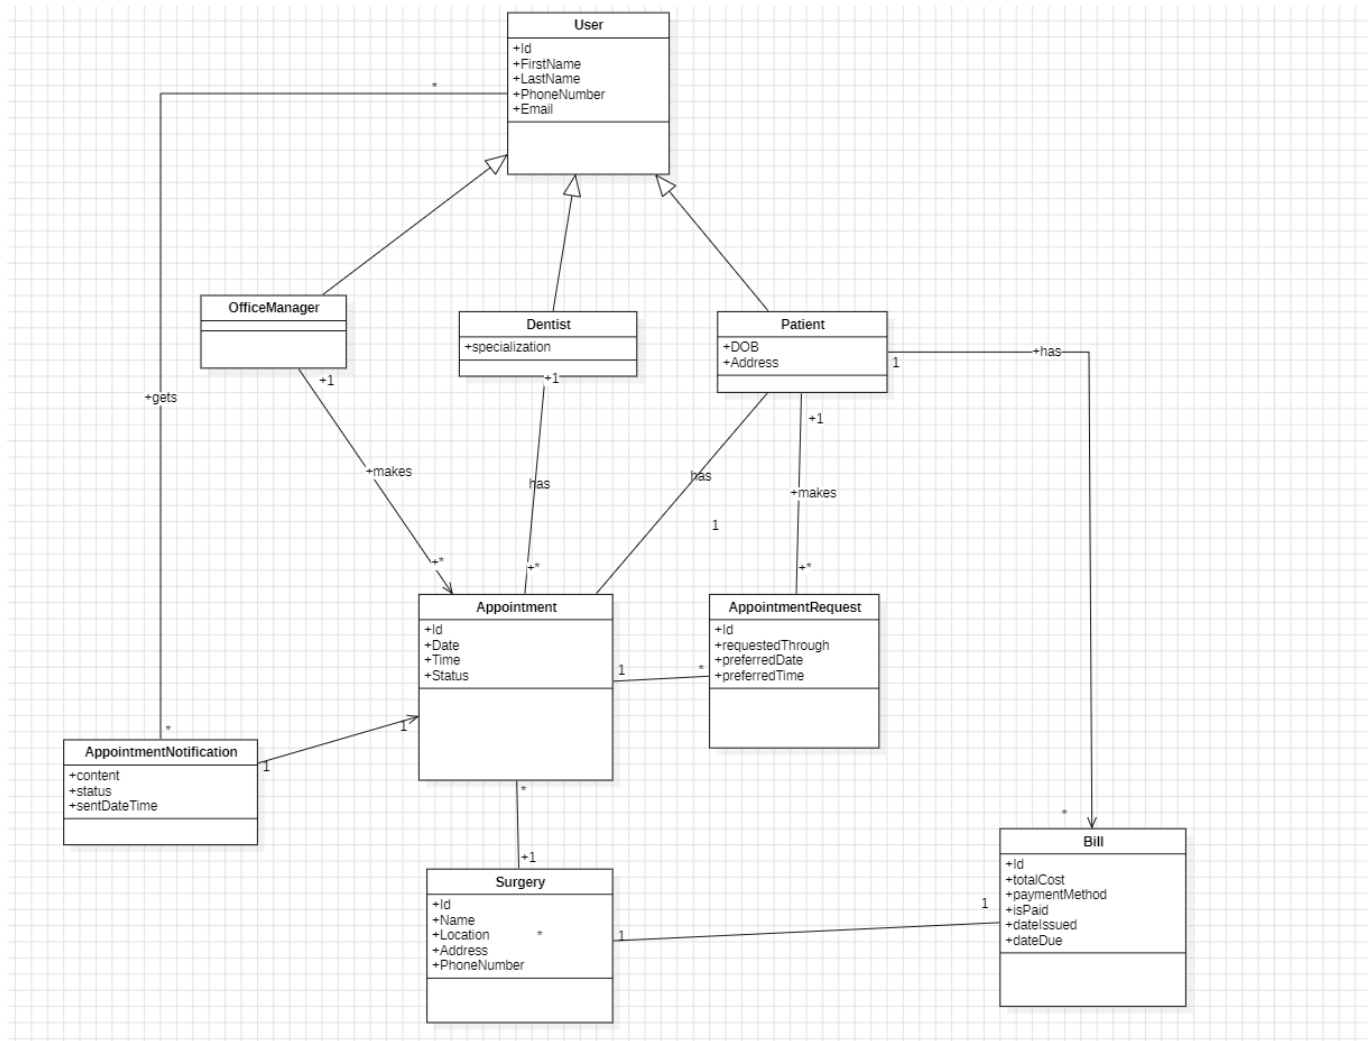 User
+Id
+FirstName
+LastName
+PhoneNumber
+Email
*
OfficeManager
Dentist
+specialization
Patient
+DOB
+Address
+has
1
+1
+1
+1
+gets
+makes
has
has
+makes
1
+*
+*
+*
Appointment
+Id
+Date
+Time
+Status
AppointmentRequest
+Id
+requestedThrough
+preferredDate
+preferredTime
1
*
*
AppointmentNotification
+content
+status
+sentDateTime
1
1
*
+1
Surgery
+Id
+Name
+Location
+Address
+PhoneNumber
*
1
1
*
Bill
+Id
+totalCost
+paymentMethod
+isPaid
+dateIssued
+dateDue